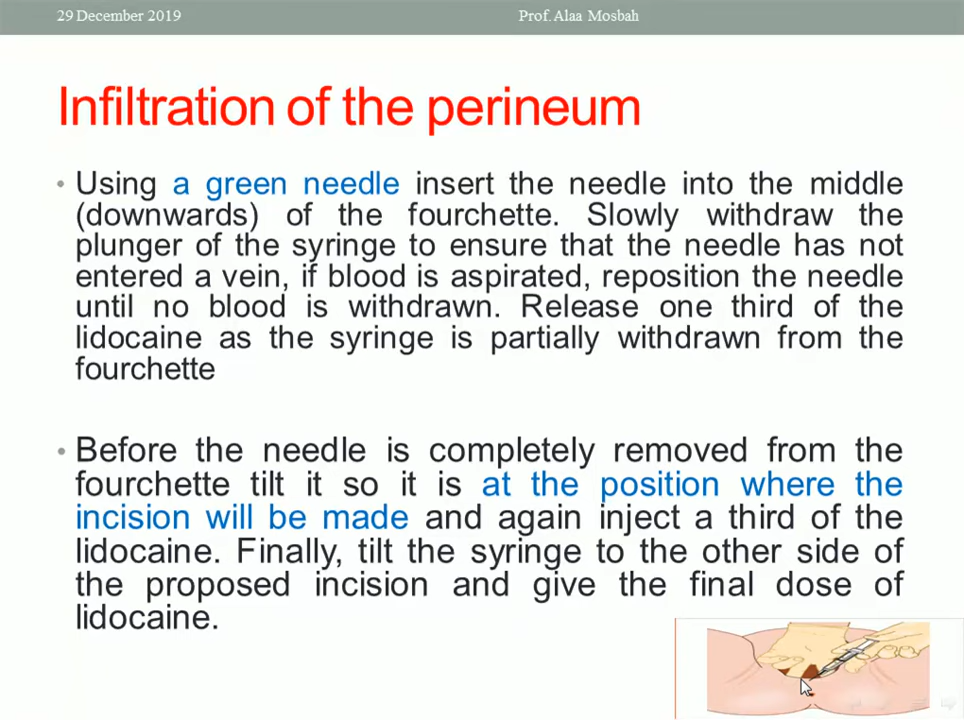 29 December 2019
Prof. Alaa Mosbah
Infiltration of the perineum
• Using a green needle insert the needle into the middle
(downwards) of the fourchette. Slowly withdraw the
plunger of the syringe to ensure that the needle has not
entered a vein, if blood is aspirated, reposition the needle
until no blood is withdrawn. Release one third of the
lidocaine as the syringe is partially withdrawn from the
fourchette
• Before the needle is completely removed from the
fourchette tilt it so it is at the position where the
incision will be made and again inject a third of the
lidocaine. Finally, tilt the syringe to the other side of
the proposed incision and give the final dose of
lidocaine.